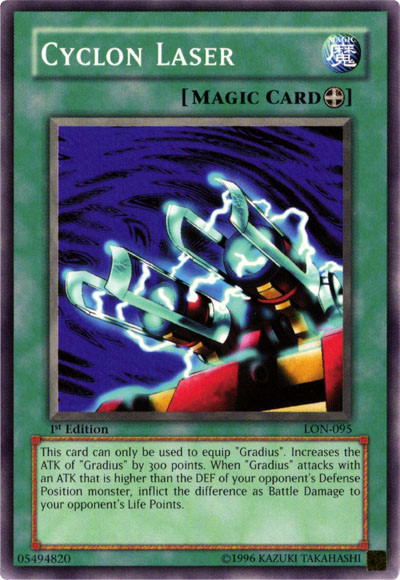 CYCLON LASER
MAGIC
魔
[MAGIC CARD]
1st Edition
LON-095
This card can only be used to equip "Gradius". Increases the
ATK of "Gradius" by 300 points. When "Gradius" attacks with
an ATK that is higher than the DEF of your opponent's Defense
Position monster, inflict the difference as Battle Damage to
your opponent's Life Points.
05494820
©1996 KAZUKI TAKAHASHI